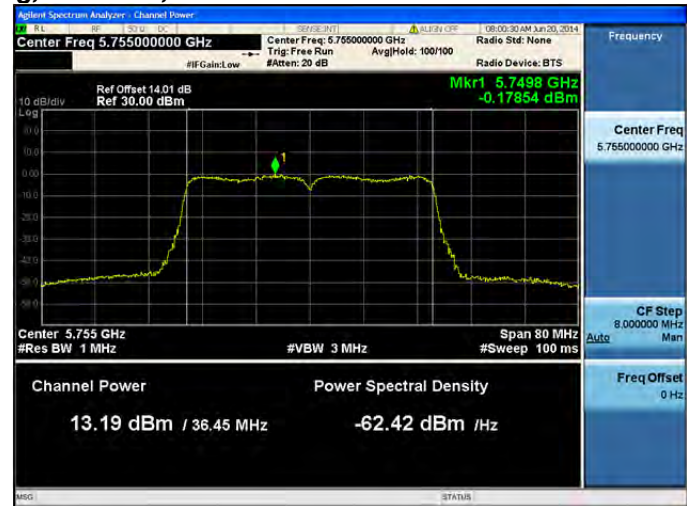 Agilent Spectrum Analyzer - Channel Power
RL RF 50 Ω DC SENSE:INT ALIGN OFF 08:00:30 AM Jun 20, 2014
Center Freq 5.755000000 GHz
Center Freq: 5.755000000 GHz
Radio Std: None
Trig: Free Run Avg|Hold: 100/100
#IFGain:Low #Atten: 20 dB Radio Device: BTS
Mkr1 5.7498 GHz
-0.17854 dBm
Ref Offset 14.01 dB
10 dB/div Ref 30.00 dBm
Log
1
0.00
-10.0
Center 5.755 GHz Span 80 MHz
#Res BW 1 MHz #VBW 3 MHz #Sweep 100 ms
Channel Power Power Spectral Density
13.19 dBm / 36.45 MHz -62.42 dBm /Hz
MSG STATUS
Frequency
Center Freq
5.755000000 GHz
CF Step
8.000000 MHz
Auto Man
Freq Offset
0 Hz